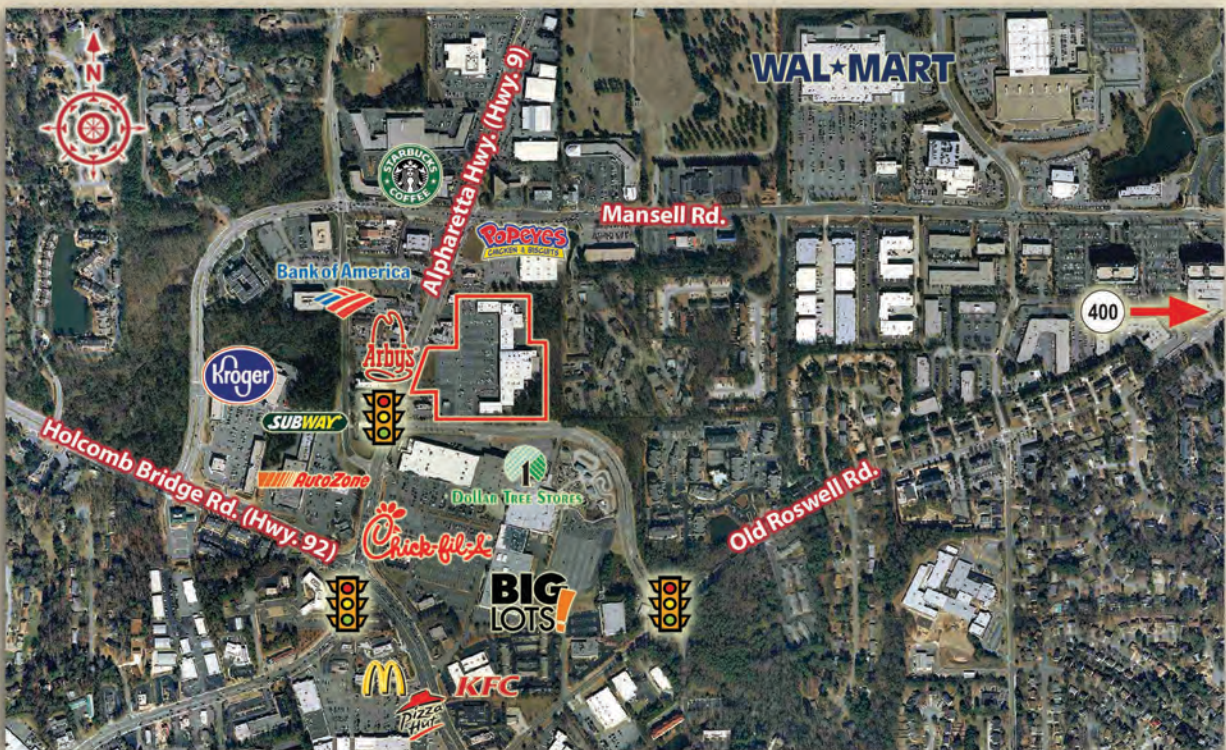 N
WAL★MART
STARBUCKS
COFFEE
Alpharetta Hwy. (Hwy. 9)
Mansell Rd.
POPEYES
CHICKEN & BISCUITS
Bank of America
400
Arby's
Kroger
SUBWAY
Holcomb Bridge Rd. (Hwy. 92)
AutoZone
1
DOLLAR TREE STORES
Old Roswell Rd.
Chick-fil-A
BIG
LOTS!
M
KFC
Pizza
Hut